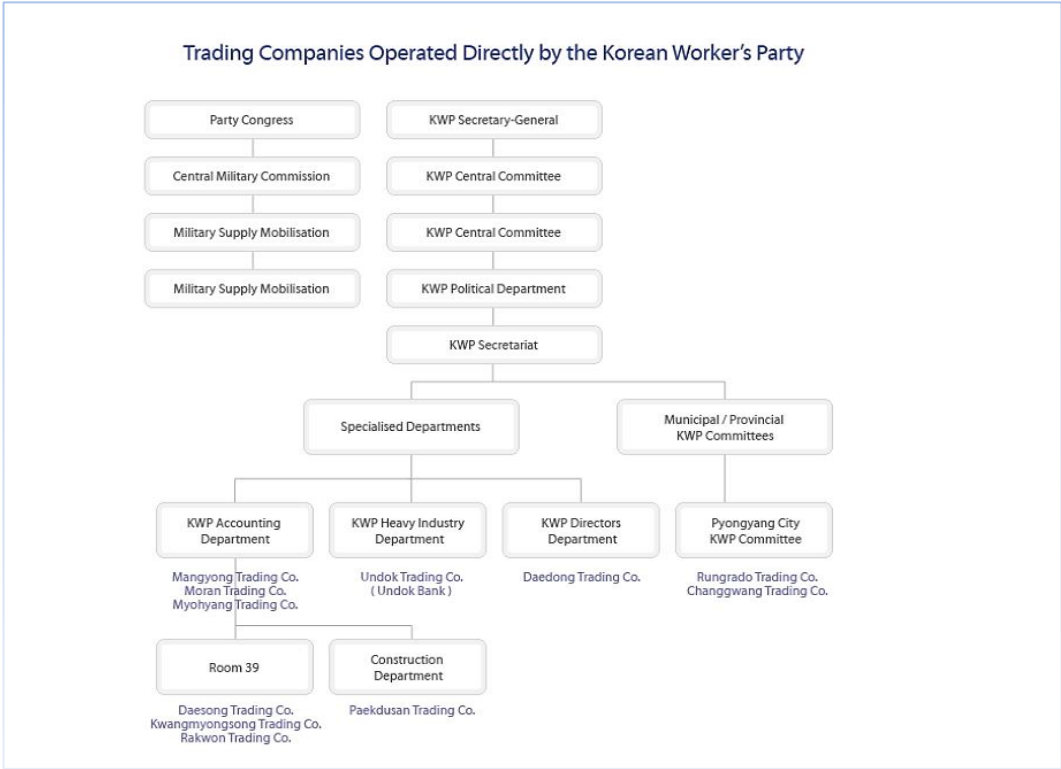 Trading Companies Operated Directly by the Korean Worker's Party
Party Congress
KWP Secretary-General
Central Military Commission
KWP Central Committee
Military Supply Mobilisation
KWP Central Committee
Military Supply Mobilisation
KWP Political Department
KWP Secretariat
Specialised Departments
Municipal / Provincial
KWP Committees
KWP Accounting
Department
KWP Heavy Industry
Department
KWP Directors
Department
Pyongyang City
KWP Committee
Mangyong Trading Co.
Moran Trading Co.
Myohyang Trading Co.
Undok Trading Co.
( Undok Bank )
Daedong Trading Co.
Rungrado Trading Co.
Changgwang Trading Co.
Room 39
Construction
Department
Daesong Trading Co.
Kwangmyongsong Trading Co.
Rakwon Trading Co.
Paekdusan Trading Co.